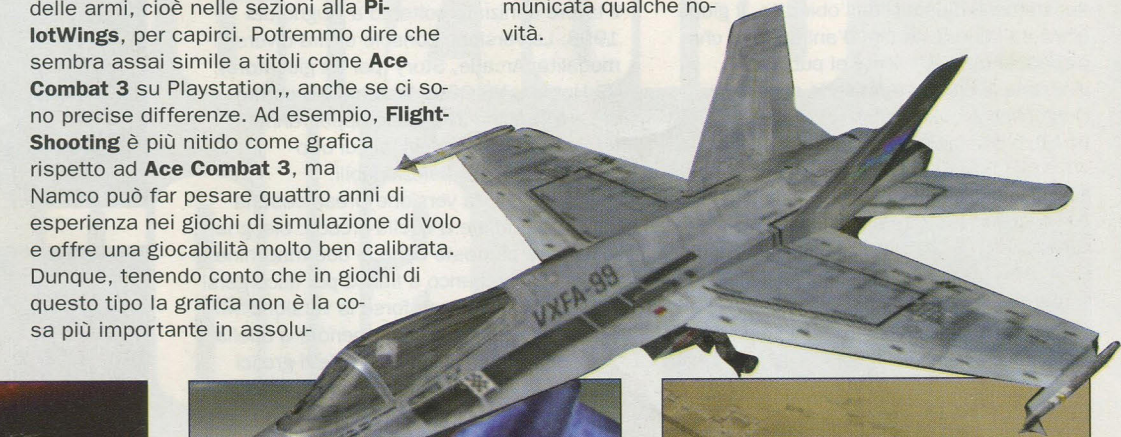 delle armi, cioè nelle sezioni alla Pi-
lotWings, per capirci. Potremmo dire che
sembra assai simile a titoli come Ace
Combat 3 su Playstation,, anche se ci so-
no precise differenze. Ad esempio, Flight-
Shooting è più nitido come grafica
rispetto ad Ace Combat 3, ma
Namco può far pesare quattro anni di
esperienza nei giochi di simulazione di volo
e offre una giocabilità molto ben calibrata.
Dunque, tenendo conto che in giochi di
questo tipo la grafica non è la co-
sa più importante in assolu-
municata qualche no-
vità.
VXFA-99